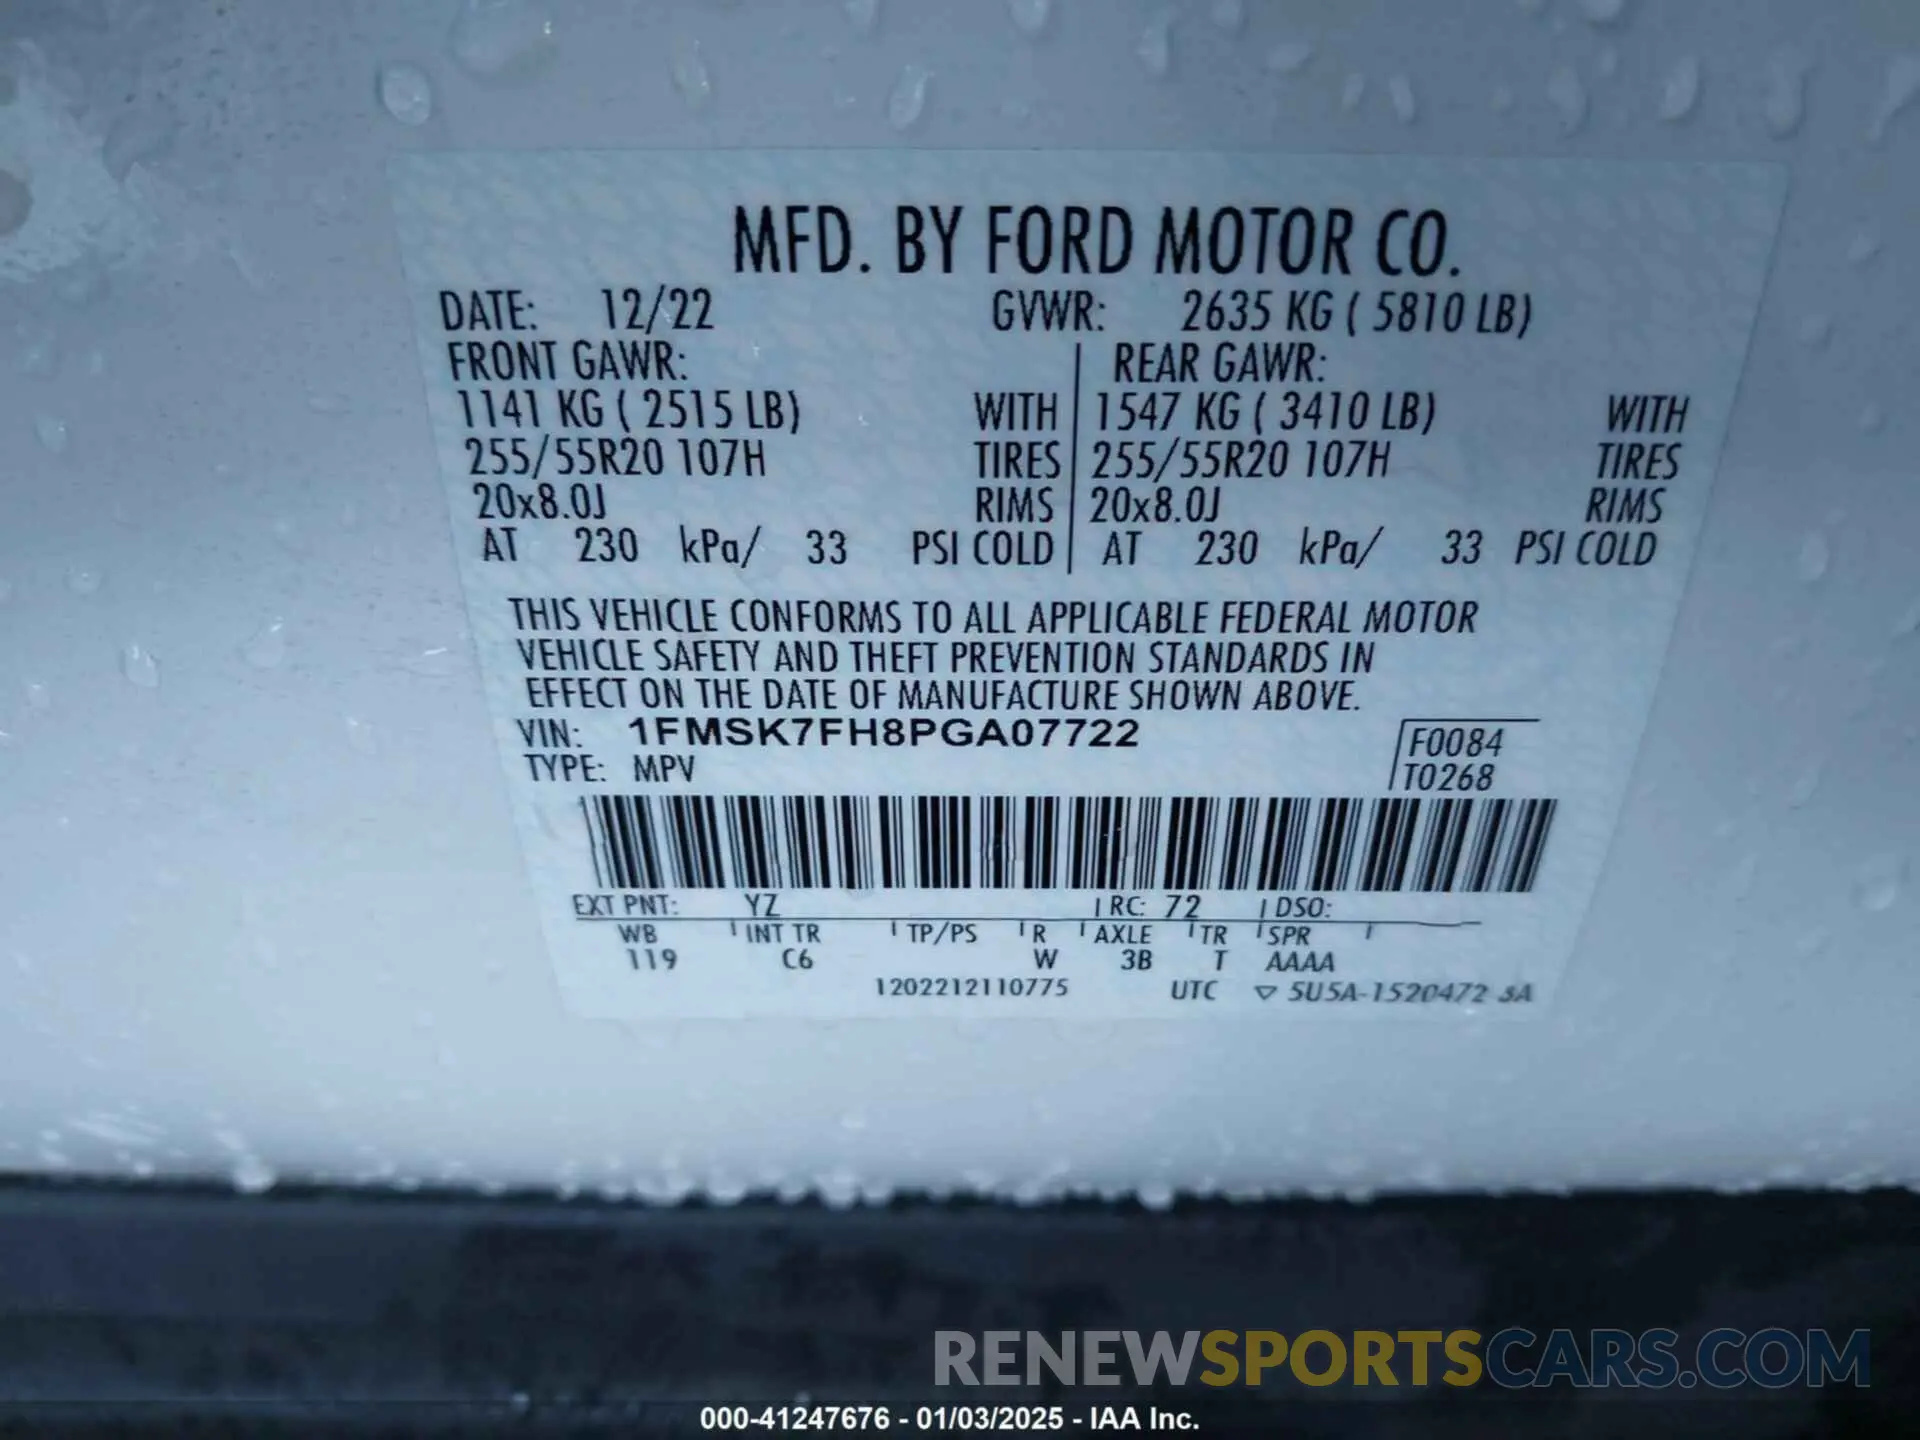 MFD. BY FORD MOTOR CO.
DATE: 12/22 GVWR: 2635 KG ( 5810 LB)
FRONT GAWR: REAR GAWR:
1141 KG ( 2515 LB) WITH 1547 KG ( 3410 LB) WITH
255/55R20 107H TIRES 255/55R20 107H TIRES
20x8.0J RIMS 20x8.0J RIMS
AT 230 kPa/ 33 PSI COLD AT 230 kPa/ 33 PSI COLD
THIS VEHICLE CONFORMS TO ALL APPLICABLE FEDERAL MOTOR
VEHICLE SAFETY AND THEFT PREVENTION STANDARDS IN
EFFECT ON THE DATE OF MANUFACTURE SHOWN ABOVE.
VIN: 1FMSK7FH8PGA07722 F0084
TYPE: MPV T0268
EXT PNT: YZ RC: 72 DSO:
WB INT TR TP/PS R AXLE TR SPR
119 C6 W 3B T AAAA
1202212110775 UTC ▽ 5U5A-1520472
RENEWSPORTSCARS.COM
000-41247676 - 01/03/2025 - IAA Inc.